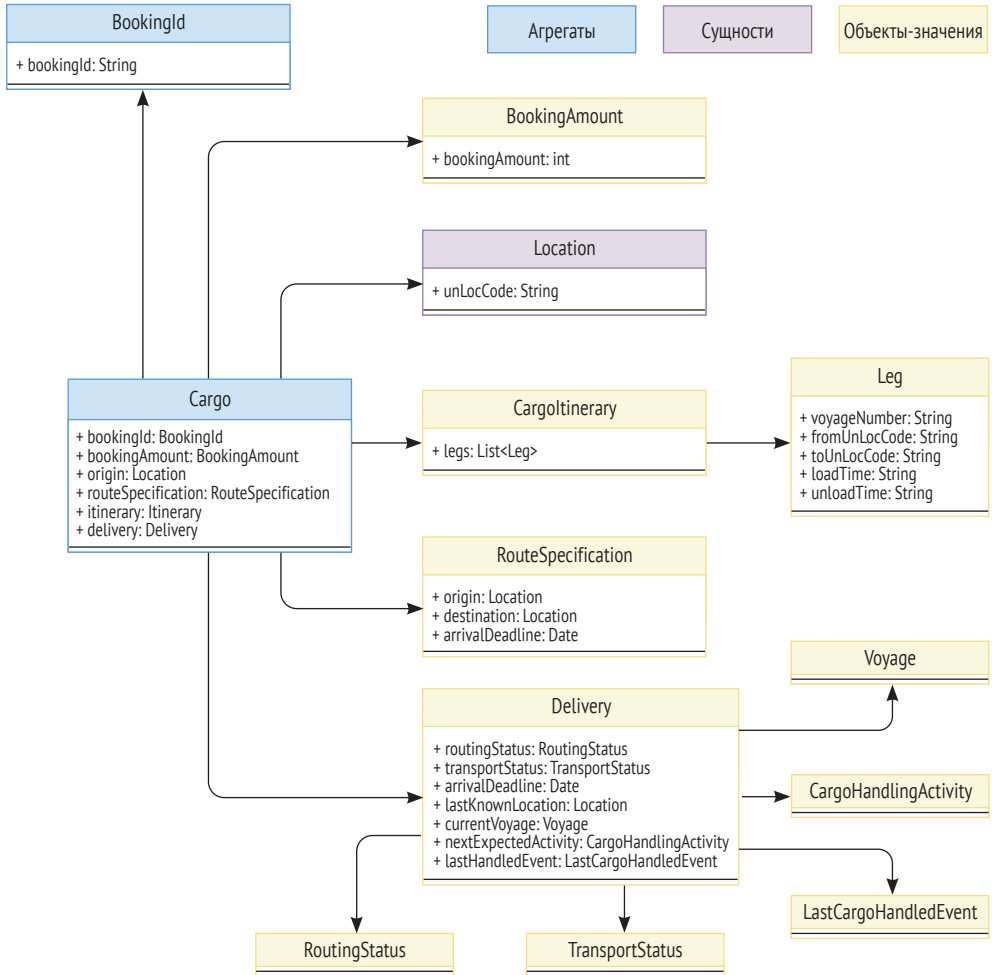 BookingId
+ bookingId: String
Агрегаты
Сущности
Объекты-значения
BookingAmount
+ bookingAmount: int
Location
+ unLocCode: String
Cargo
+ bookingId: BookingId
+ bookingAmount: BookingAmount
+ origin: Location
+ routeSpecification: RouteSpecification
+ itinerary: Itinerary
+ delivery: Delivery
CargoItinerary
+ legs: List<Leg>
Leg
+ voyageNumber: String
+ fromUnLocCode: String
+ toUnLocCode: String
+ loadTime: String
+ unloadTime: String
RouteSpecification
+ origin: Location
+ destination: Location
+ arrivalDeadline: Date
Voyage
Delivery
+ routingStatus: RoutingStatus
+ transportStatus: TransportStatus
+ arrivalDeadline: Date
+ lastKnownLocation: Location
+ currentVoyage: Voyage
+ nextExpectedActivity: CargoHandlingActivity
+ lastHandledEvent: LastCargoHandledEvent
CargoHandlingActivity
LastCargoHandledEvent
RoutingStatus
TransportStatus